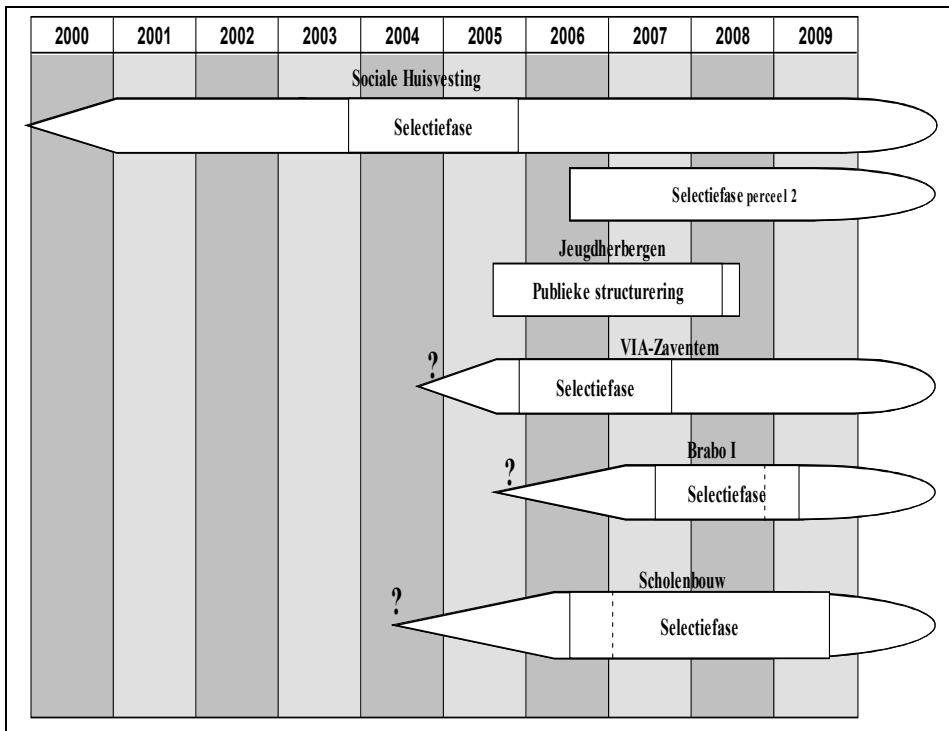 2000 2001 2002 2003 2004 2005 2006 2007 2008 2009
Sociale Huisvesting
Selectiefase
Selectiefase perceel 2
Jeugdherbergen
Publieke structurering
VIA-Zaventem
?
Selectiefase
Brabo I
?
Selectiefase
Scholenbouw
?
Selectiefase